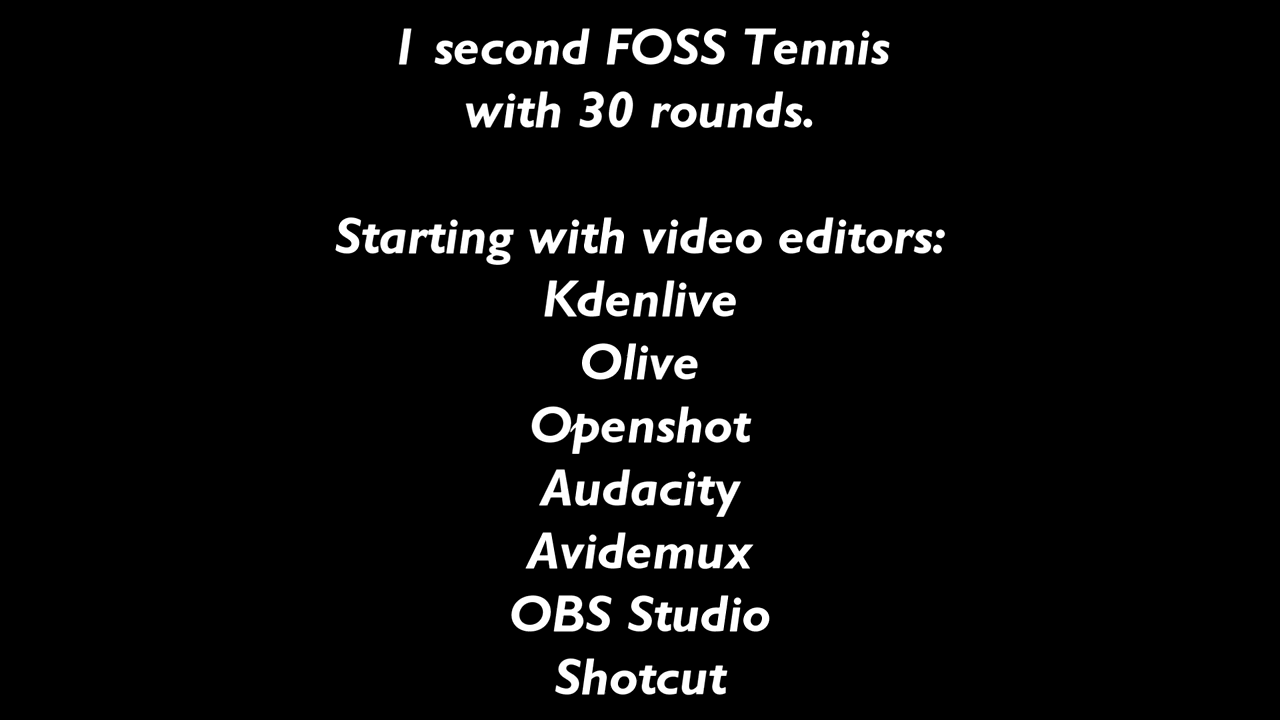 1 second FOSS Tennis
with 30 rounds.
Starting with video editors:
Kdenlive
Olive
Openshot
Audacity
Avidemux
OBS Studio
Shotcut